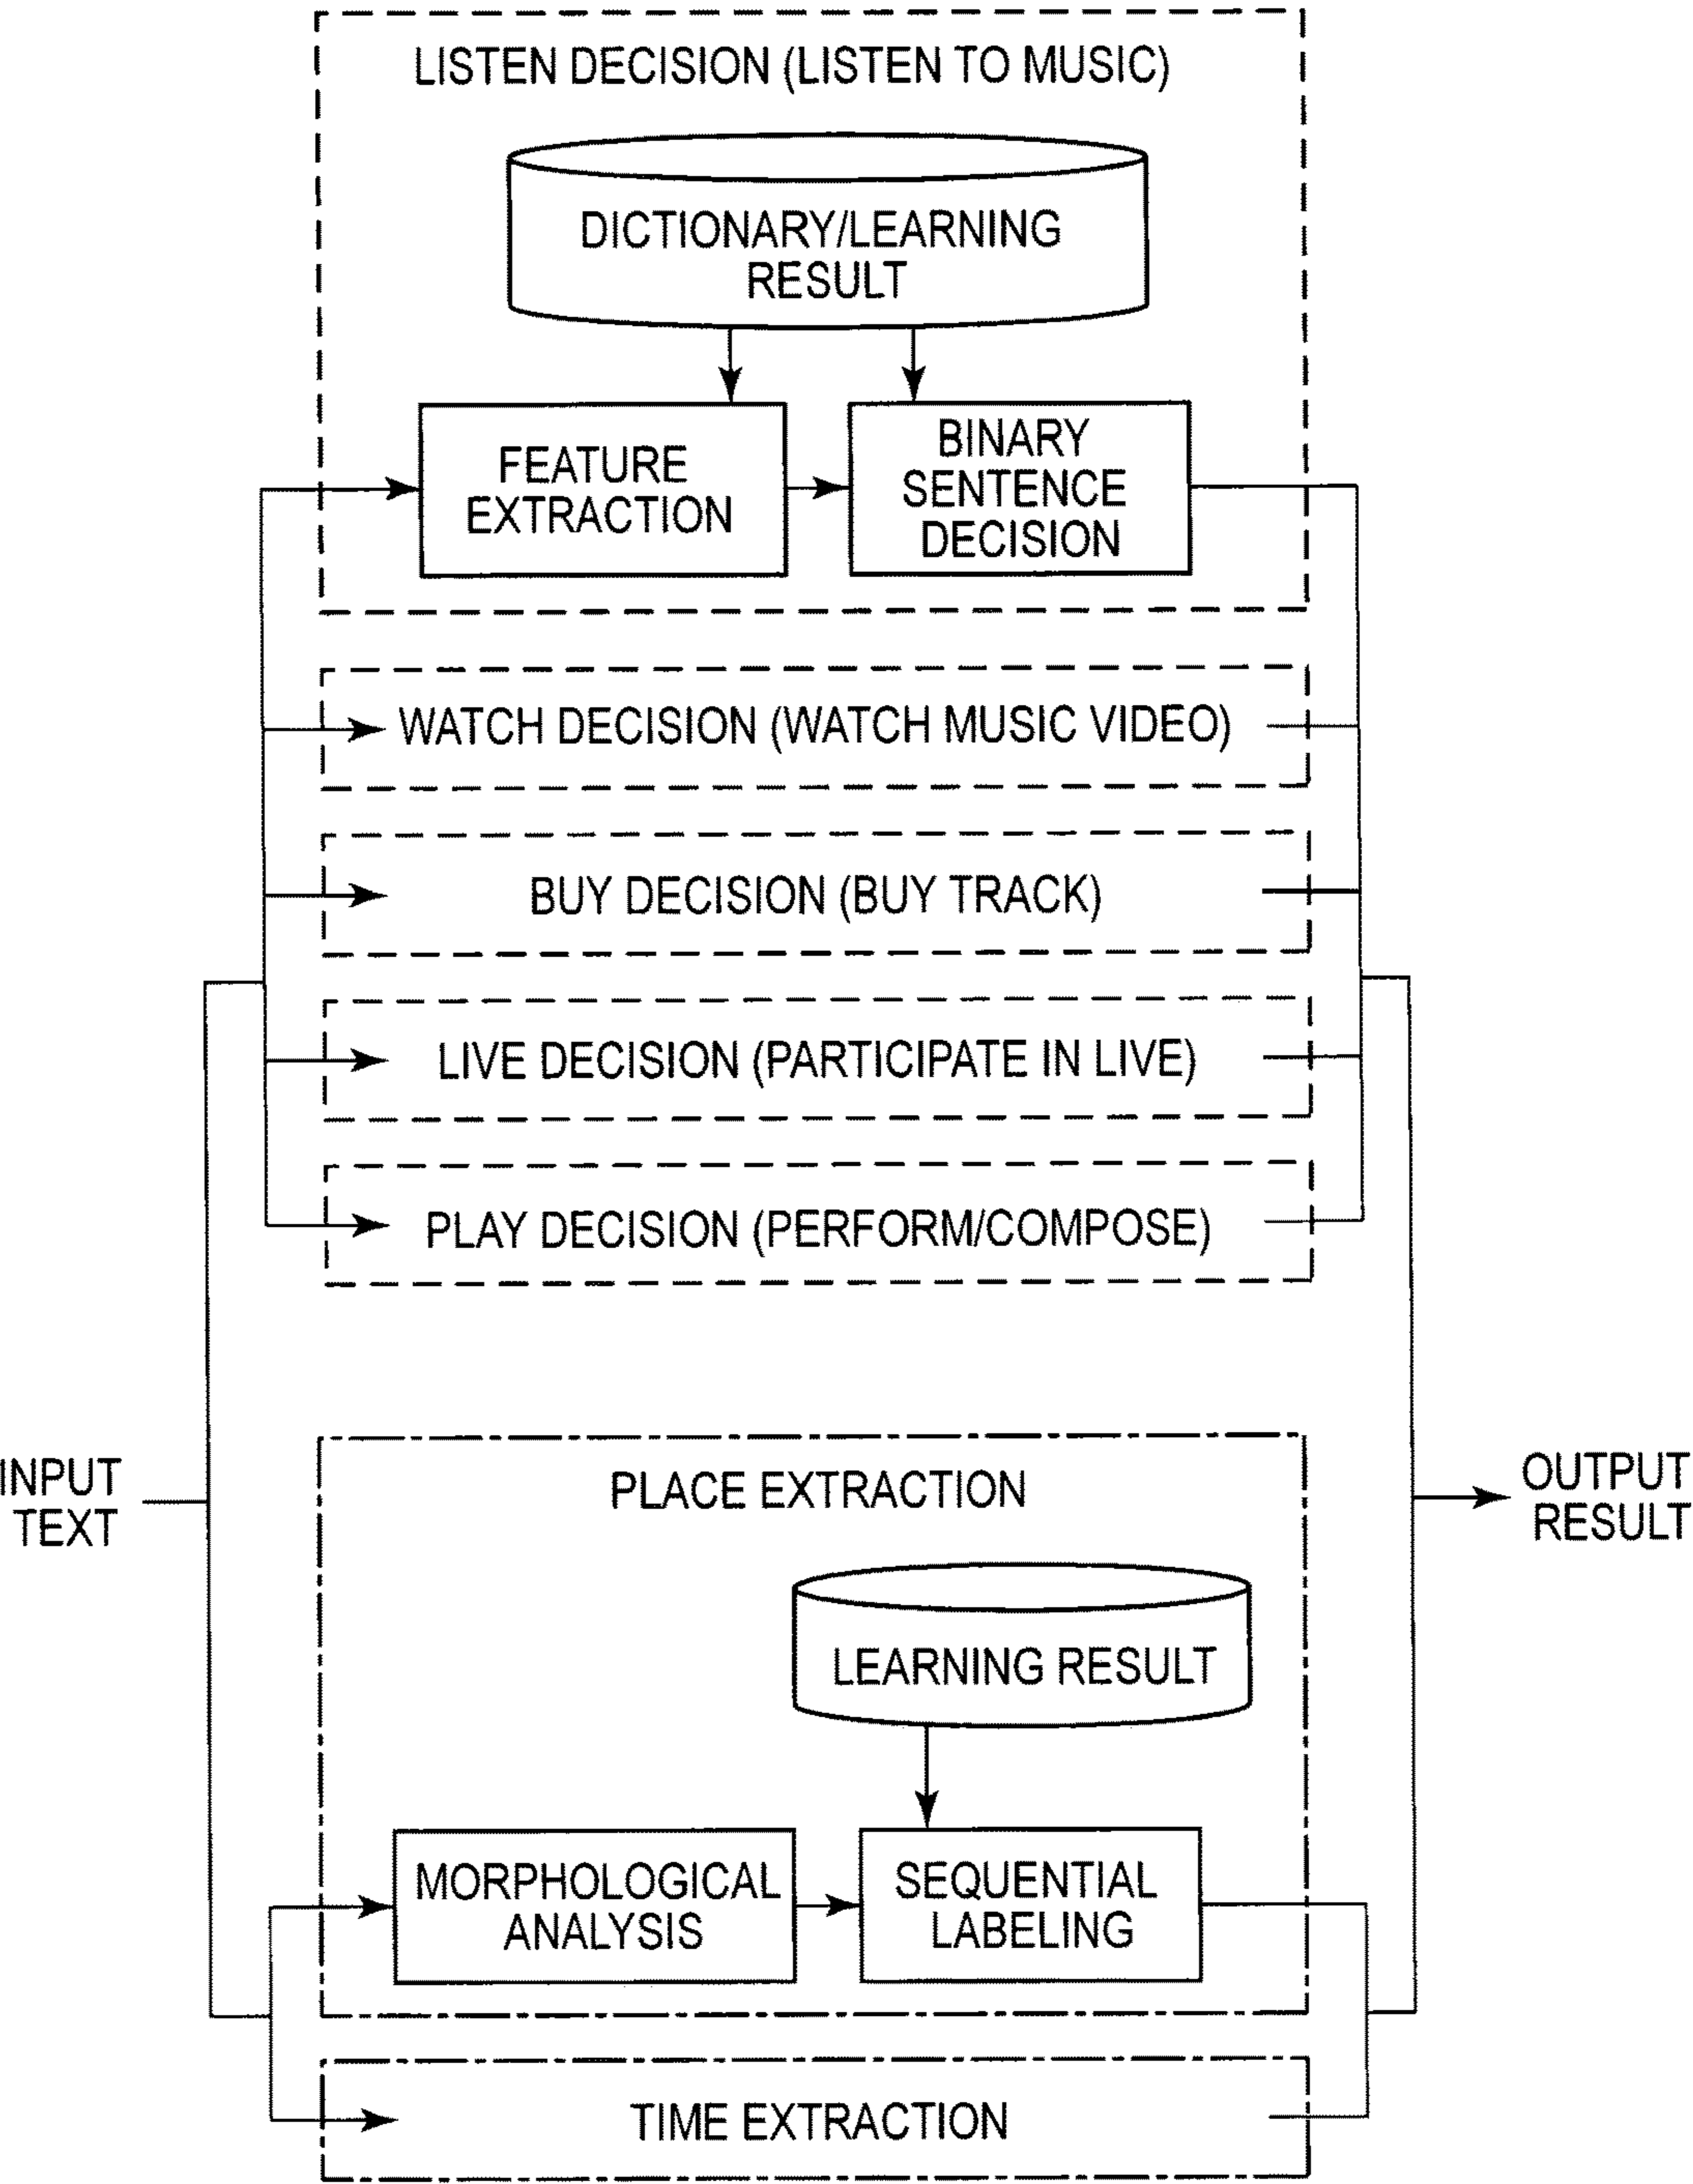 LISTEN DECISION (LISTEN TO MUSIC)
DICTIONARY/LEARNING
RESULT
FEATURE
EXTRACTION
BINARY
SENTENCE
DECISION
WATCH DECISION (WATCH MUSIC VIDEO)
BUY DECISION (BUY TRACK)
LIVE DECISION (PARTICIPATE IN LIVE)
PLAY DECISION (PERFORM/COMPOSE)
INPUT
TEXT
PLACE EXTRACTION
LEARNING RESULT
MORPHOLOGICAL
ANALYSIS
SEQUENTIAL
LABELING
TIME EXTRACTION
OUTPUT
RESULT